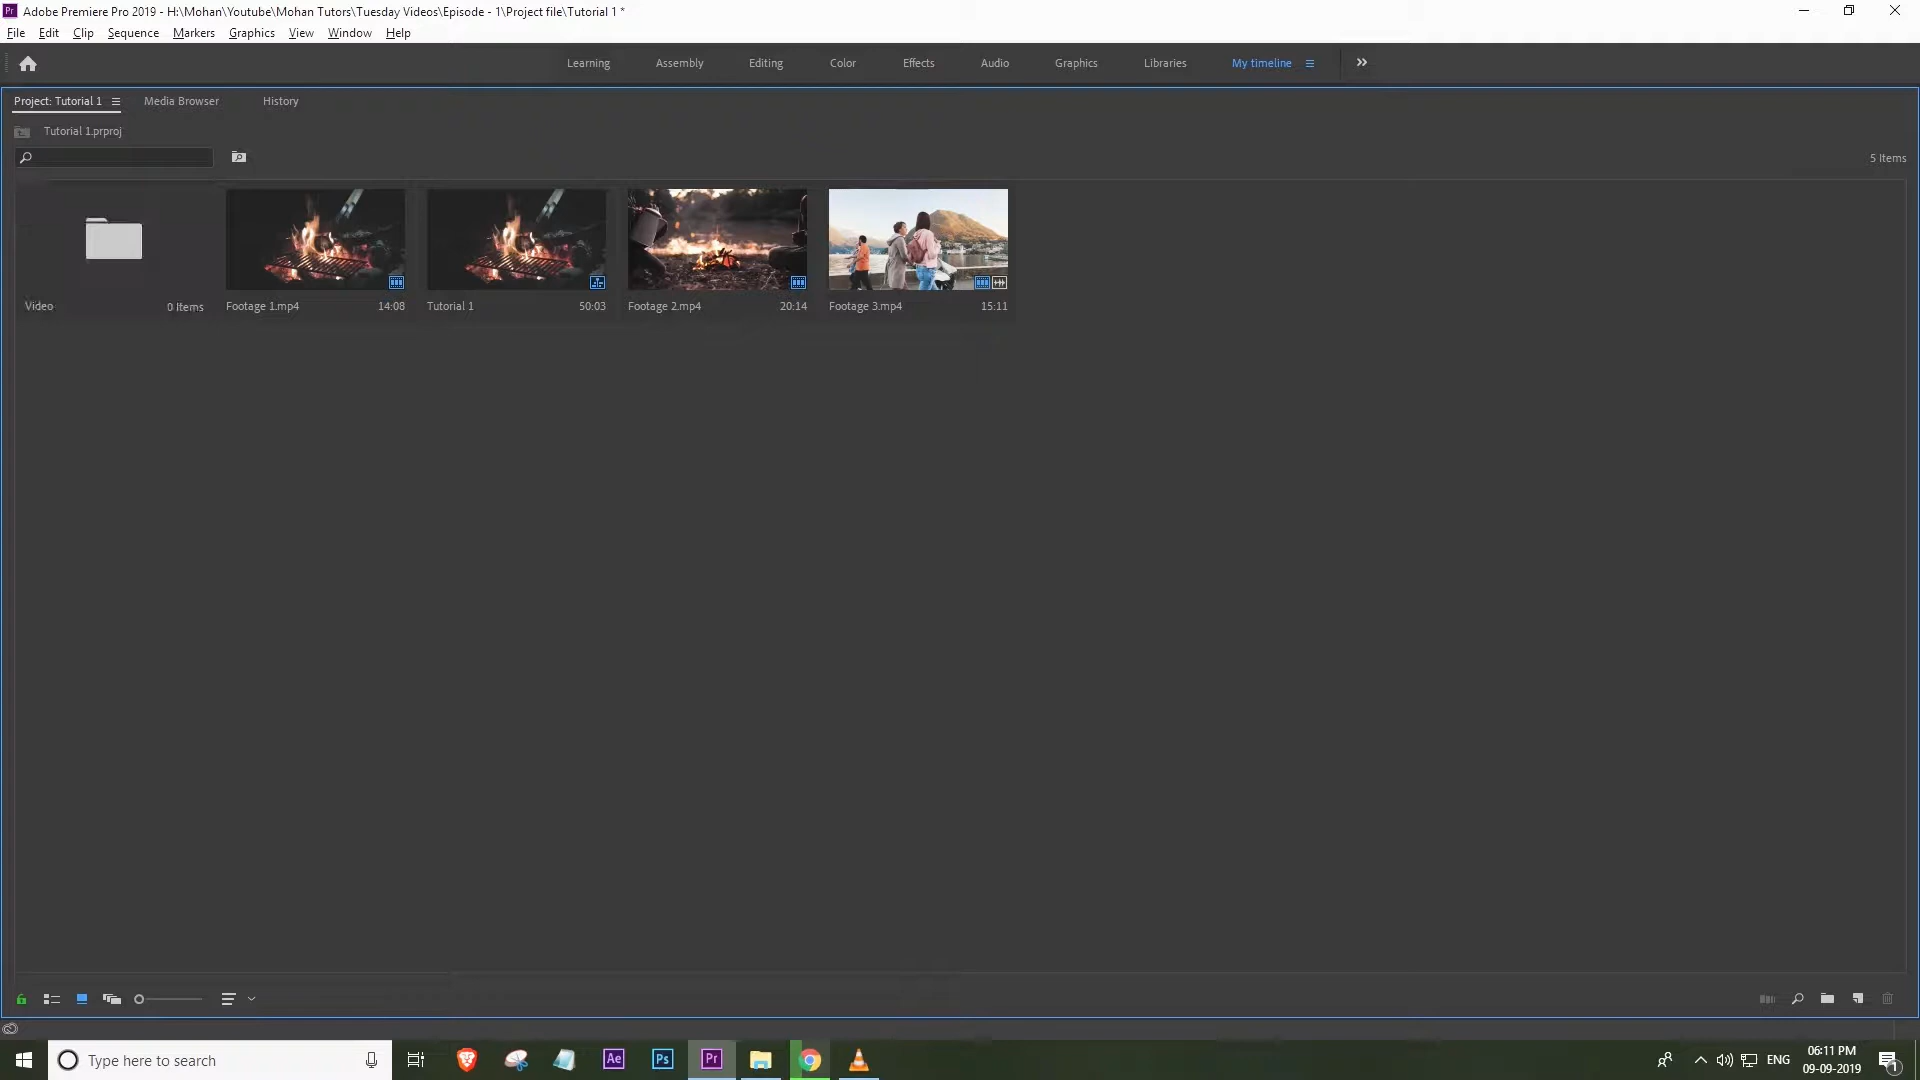 Pr Adobe Premiere Pro 2019 - H:\Mohan\Youtube\Mohan Tutors\Tuesday Videos\Episode - 1\Project file\Tutorial 1 *
File Edit Clip Sequence Markers Graphics View Window Help
Learning Assembly Editing Color Effects Audio Graphics Libraries My timeline
Project: Tutorial 1 Media Browser History
Tutorial 1.prproj
5 Items
Video 0 Items Footage 1.mp4 14:08 Tutorial 1 50:03 Footage 2.mp4 20:14 Footage 3.mp4 15:11
Type here to search Ae Ps Pr ENG 06:11 PM
09-09-2019 1